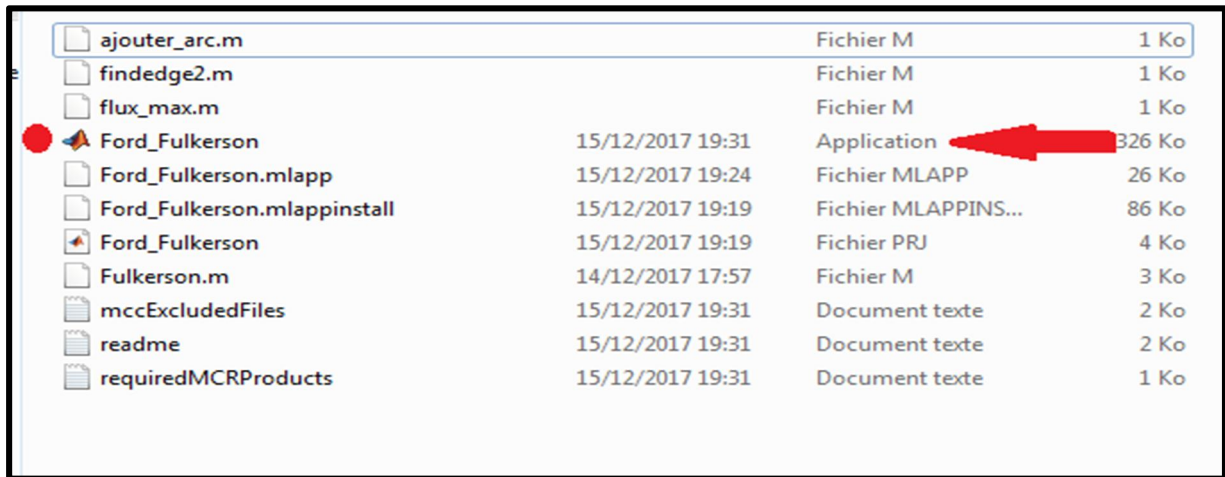 ajouter_arc.m Fichier M 1 Ko
findedge2.m Fichier M 1 Ko
flux_max.m Fichier M 1 Ko
Ford_Fulkerson 15/12/2017 19:31 Application 326 Ko
Ford_Fulkerson.mlapp 15/12/2017 19:24 Fichier MLAPP 26 Ko
Ford_Fulkerson.mlappinstall 15/12/2017 19:19 Fichier MLAPPINS... 86 Ko
Ford_Fulkerson 15/12/2017 19:19 Fichier PRJ 4 Ko
Fulkerson.m 14/12/2017 17:57 Fichier M 3 Ko
mccExcludedFiles 15/12/2017 19:31 Document texte 2 Ko
readme 15/12/2017 19:31 Document texte 2 Ko
requiredMCRProducts 15/12/2017 19:31 Document texte 1 Ko